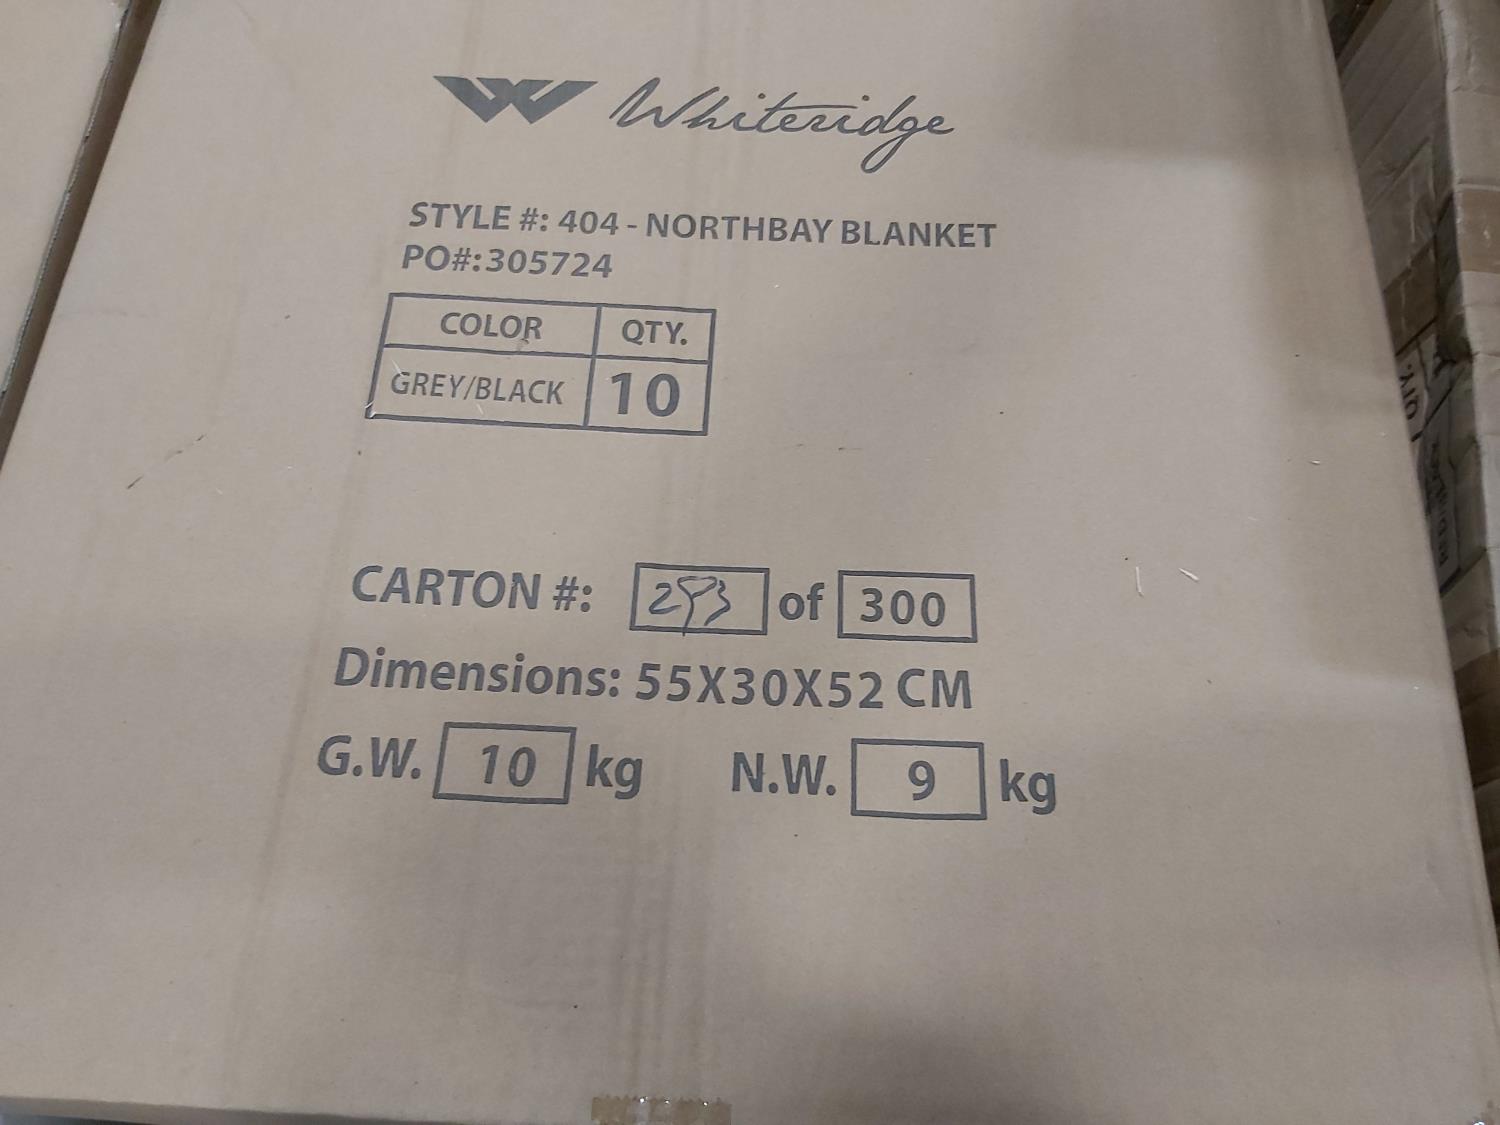 Whiteridge
STYLE #: 404 - NORTHBAY BLANKET
PO#:305724
COLOR QTY.
GREY/BLACK 10
CARTON #: 293 of 300
Dimensions: 55X30X52 CM
G.W. 10 kg N.W. 9 kg
QTY.